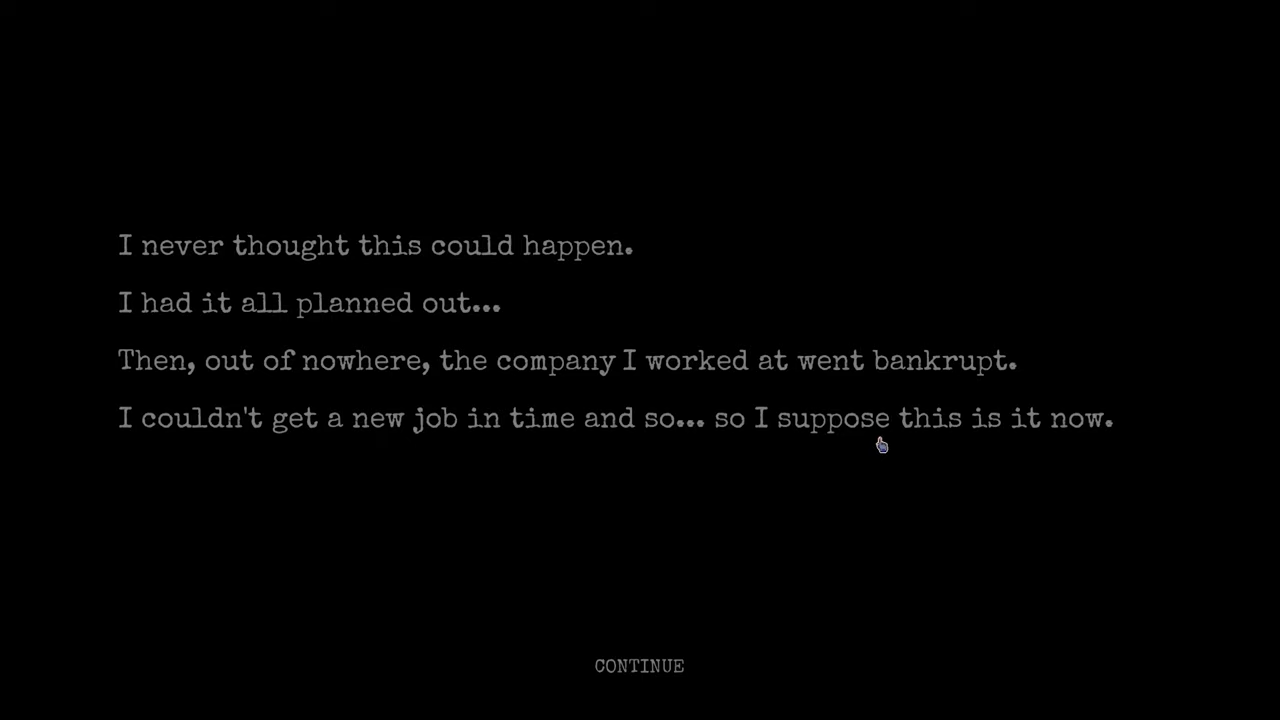 I never thought this could happen.
I had it all planned out...
Then, out of nowhere, the company I worked at went bankrupt.
I couldn't get a new job in time and so... so I suppose this is it now.
CONTINUE